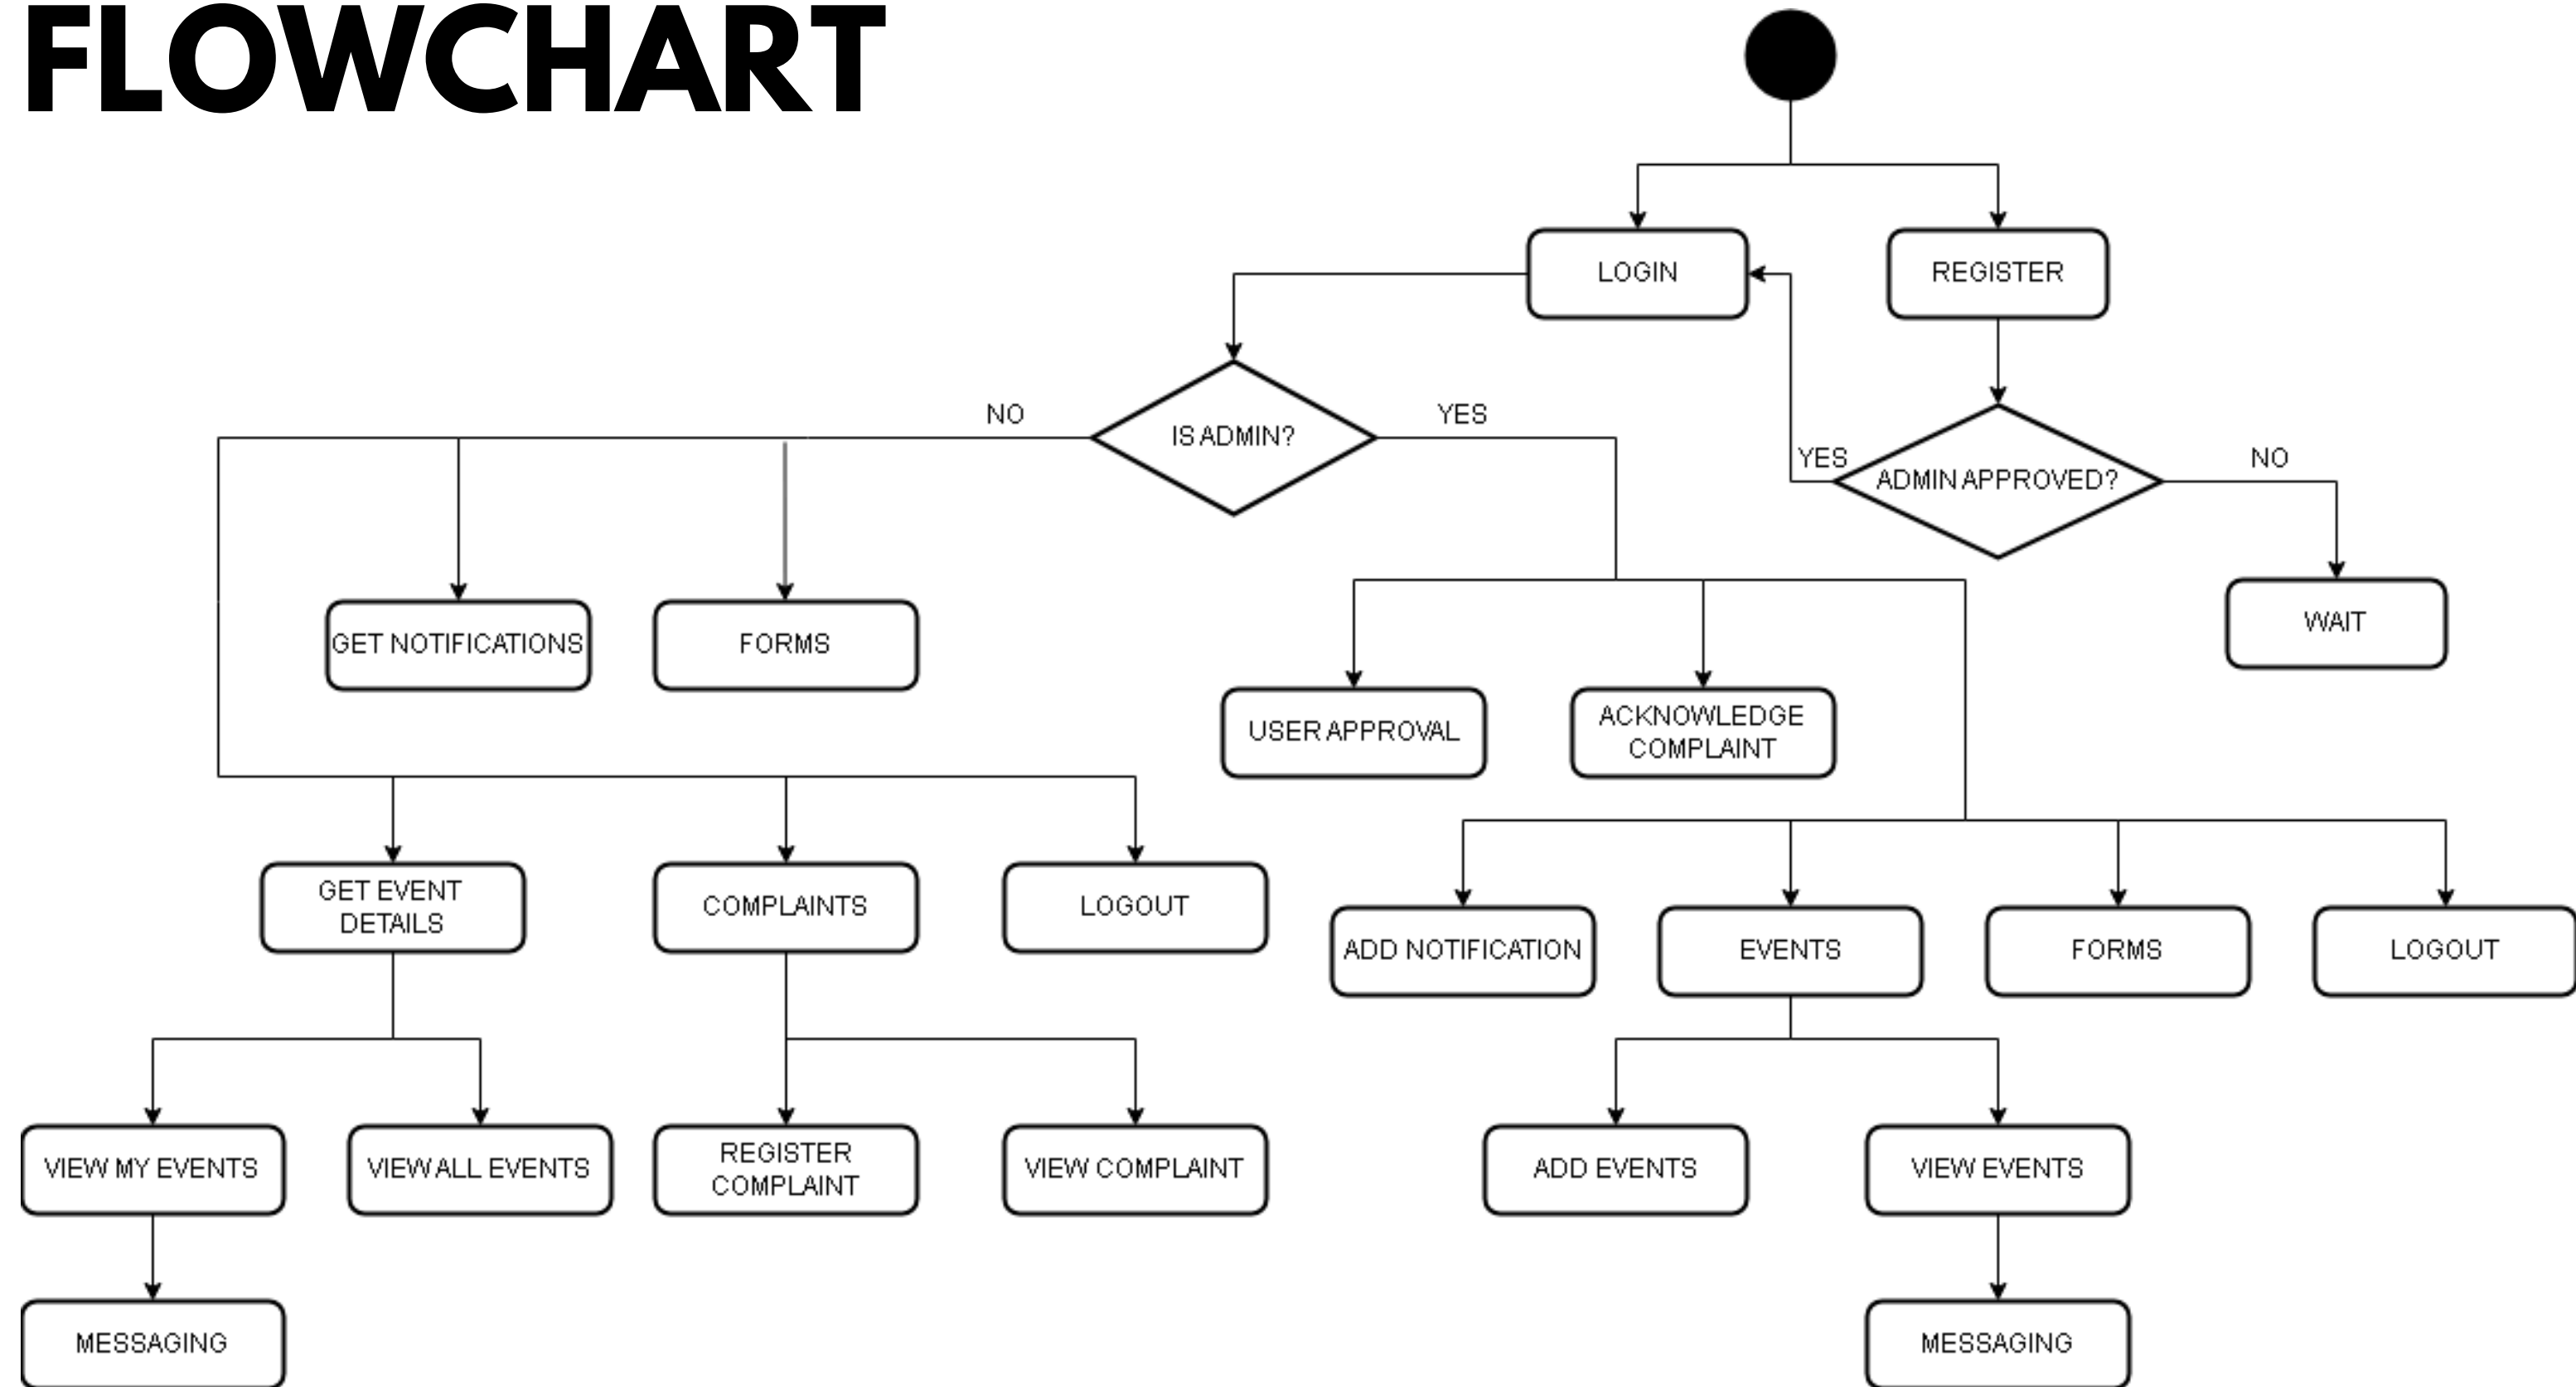 FLOWCHART
LOGIN
REGISTER
NO
IS ADMIN?
YES
YES
ADMIN APPROVED?
NO
WAIT
GET NOTIFICATIONS
FORMS
USER APPROVAL
ACKNOWLEDGE
COMPLAINT
GET EVENT
DETAILS
COMPLAINTS
LOGOUT
ADD NOTIFICATION
EVENTS
FORMS
LOGOUT
VIEW MY EVENTS
VIEW ALL EVENTS
REGISTER
COMPLAINT
VIEW COMPLAINT
ADD EVENTS
VIEW EVENTS
MESSAGING
MESSAGING